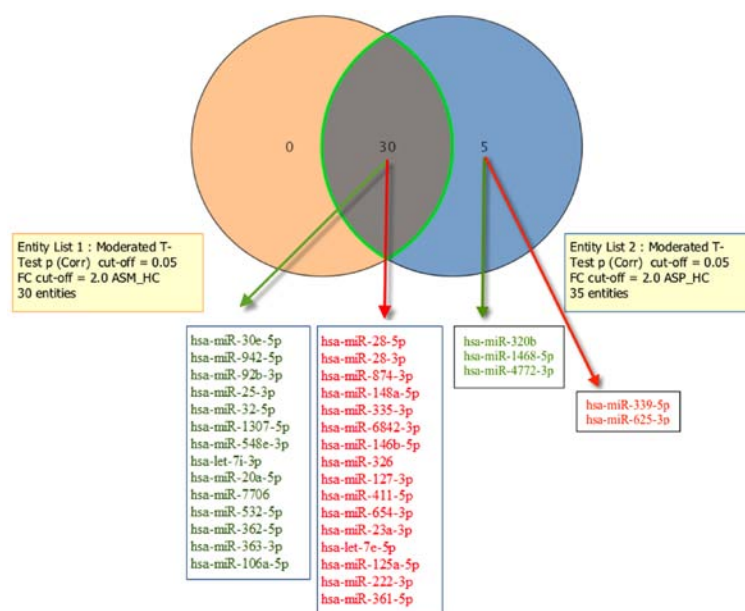 0
30
5
Entity List 1 : Moderated T-
Test p (Corr) cut-off = 0.05
FC cut-off = 2.0 ASM_HC
30 entities
Entity List 2 : Moderated T-
Test p (Corr) cut-off = 0.05
FC cut-off = 2.0 ASP_HC
35 entities
hsa-miR-30e-5p
hsa-miR-942-5p
hsa-miR-92b-3p
hsa-miR-25-3p
hsa-miR-32-5p
hsa-miR-1307-5p
hsa-miR-548e-3p
hsa-let-7i-3p
hsa-miR-20a-5p
hsa-miR-7706
hsa-miR-532-5p
hsa-miR-362-5p
hsa-miR-363-3p
hsa-miR-106a-5p
hsa-miR-28-5p
hsa-miR-28-3p
hsa-miR-874-3p
hsa-miR-148a-5p
hsa-miR-335-3p
hsa-miR-6842-3p
hsa-miR-146b-5p
hsa-miR-326
hsa-miR-127-3p
hsa-miR-411-5p
hsa-miR-654-3p
hsa-miR-23a-3p
hsa-let-7e-5p
hsa-miR-125a-5p
hsa-miR-222-3p
hsa-miR-361-5p
hsa-miR-320b
hsa-miR-1468-5p
hsa-miR-4772-3p
hsa-miR-339-5p
hsa-miR-625-3p